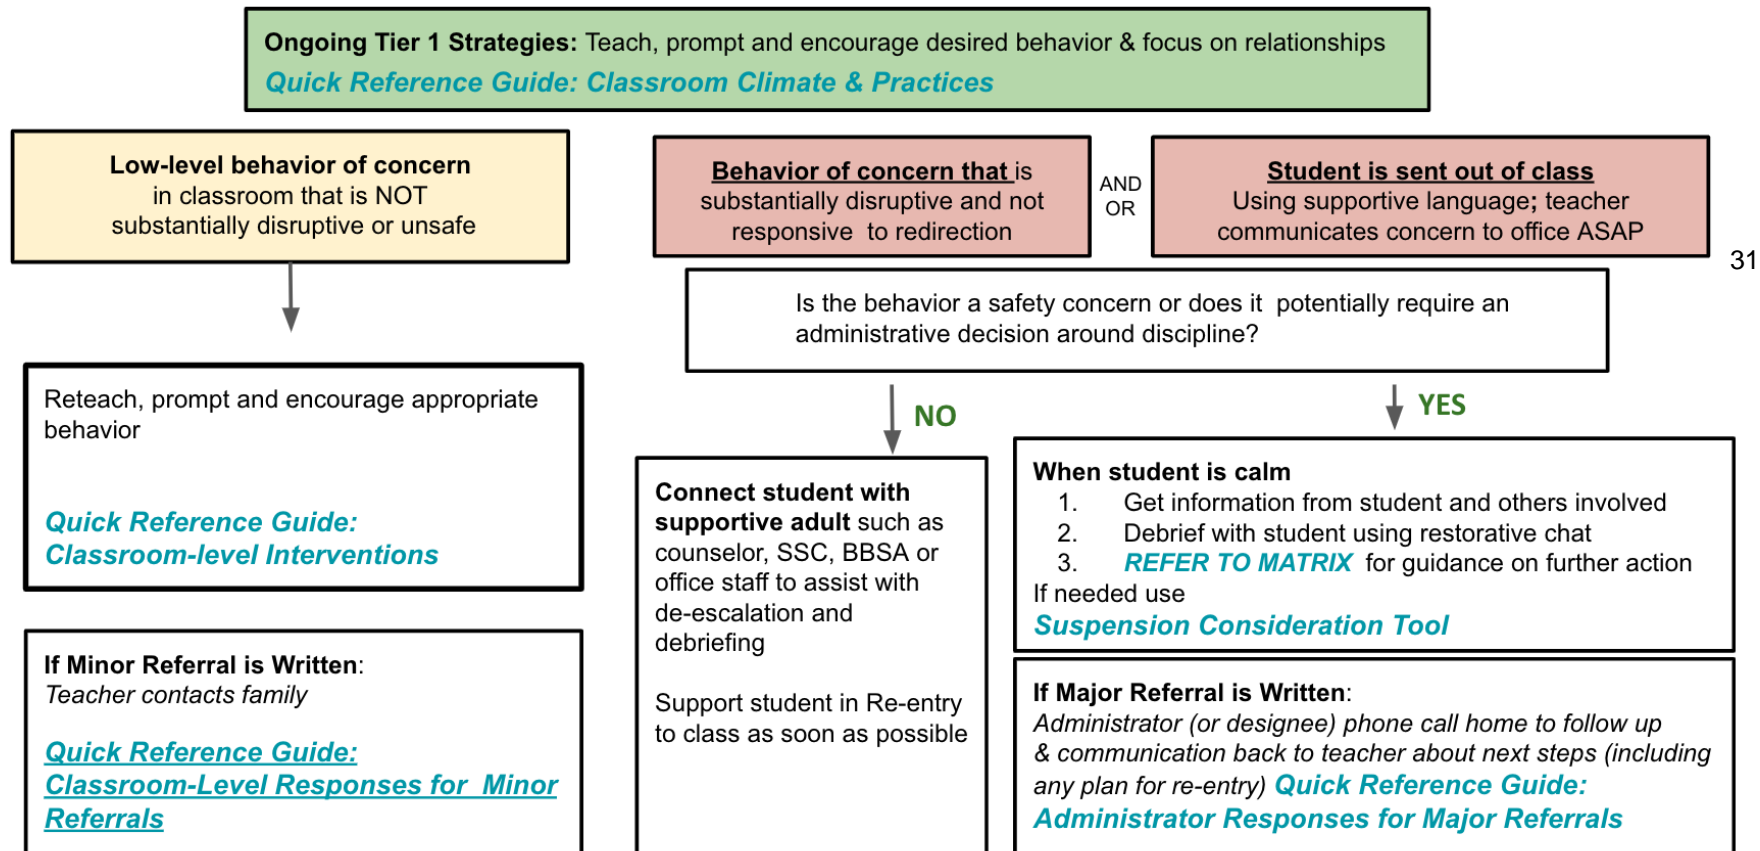 Ongoing Tier 1 Strategies: Teach, prompt and encourage desired behavior & focus on relationships
Quick Reference Guide: Classroom Climate & Practices
Low-level behavior of concern
in classroom that is NOT
substantially disruptive or unsafe
Behavior of concern that is
substantially disruptive and not
responsive to redirection
AND
OR
Student is sent out of class
Using supportive language; teacher
communicates concern to office ASAP
31
Is the behavior a safety concern or does it potentially require an
administrative decision around discipline?
NO
YES
Reteach, prompt and encourage appropriate
behavior
Quick Reference Guide:
Classroom-level Interventions
If Minor Referral is Written:
Teacher contacts family
Quick Reference Guide:
Classroom-Level Responses for Minor
Referrals
Connect student with
supportive adult such as
counselor, SSC, BBSA or
office staff to assist with
de-escalation and
debriefing
Support student in Re-entry
to class as soon as possible
When student is calm
1. Get information from student and others involved
2. Debrief with student using restorative chat
3. REFER TO MATRIX for guidance on further action
If needed use
Suspension Consideration Tool
If Major Referral is Written:
Administrator (or designee) phone call home to follow up
& communication back to teacher about next steps (including
any plan for re-entry) Quick Reference Guide:
Administrator Responses for Major Referrals